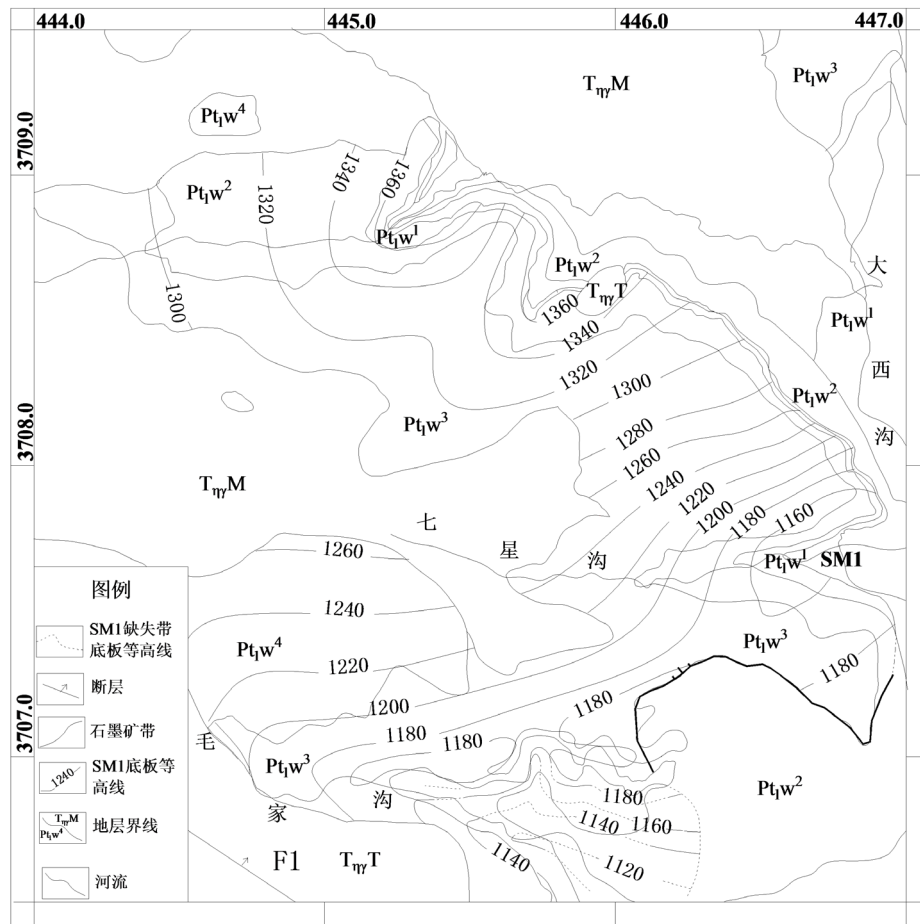 444.0 445.0 446.0 447.0
3709.0
3708.0
3707.0
TηγM
Pt₁w³
Pt₁w⁴
Pt₁w²
1320
1340
1360
Pt₁w¹
Pt₁w²
TηγT
1360
1340
1320
1300
大西沟
Pt₁w¹
Pt₁w²
1300
Pt₁w³
1280
1260
1240
1220
1200
1180
1160
TηγM
七星沟
Pt₁w¹ SM1
1260
1240
Pt₁w⁴
1220
1200
1180
1180
1180
Pt₁w³
1180
毛家沟
Pt₁w³
Pt₁w²
1180
1140
1160
1140
1120
F1
TηγT
图例
SM1缺失带
底板等高线
断层
石墨矿带
1240
SM1底板等
高线
TηγM
Pt₁w⁴
地层界线
河流